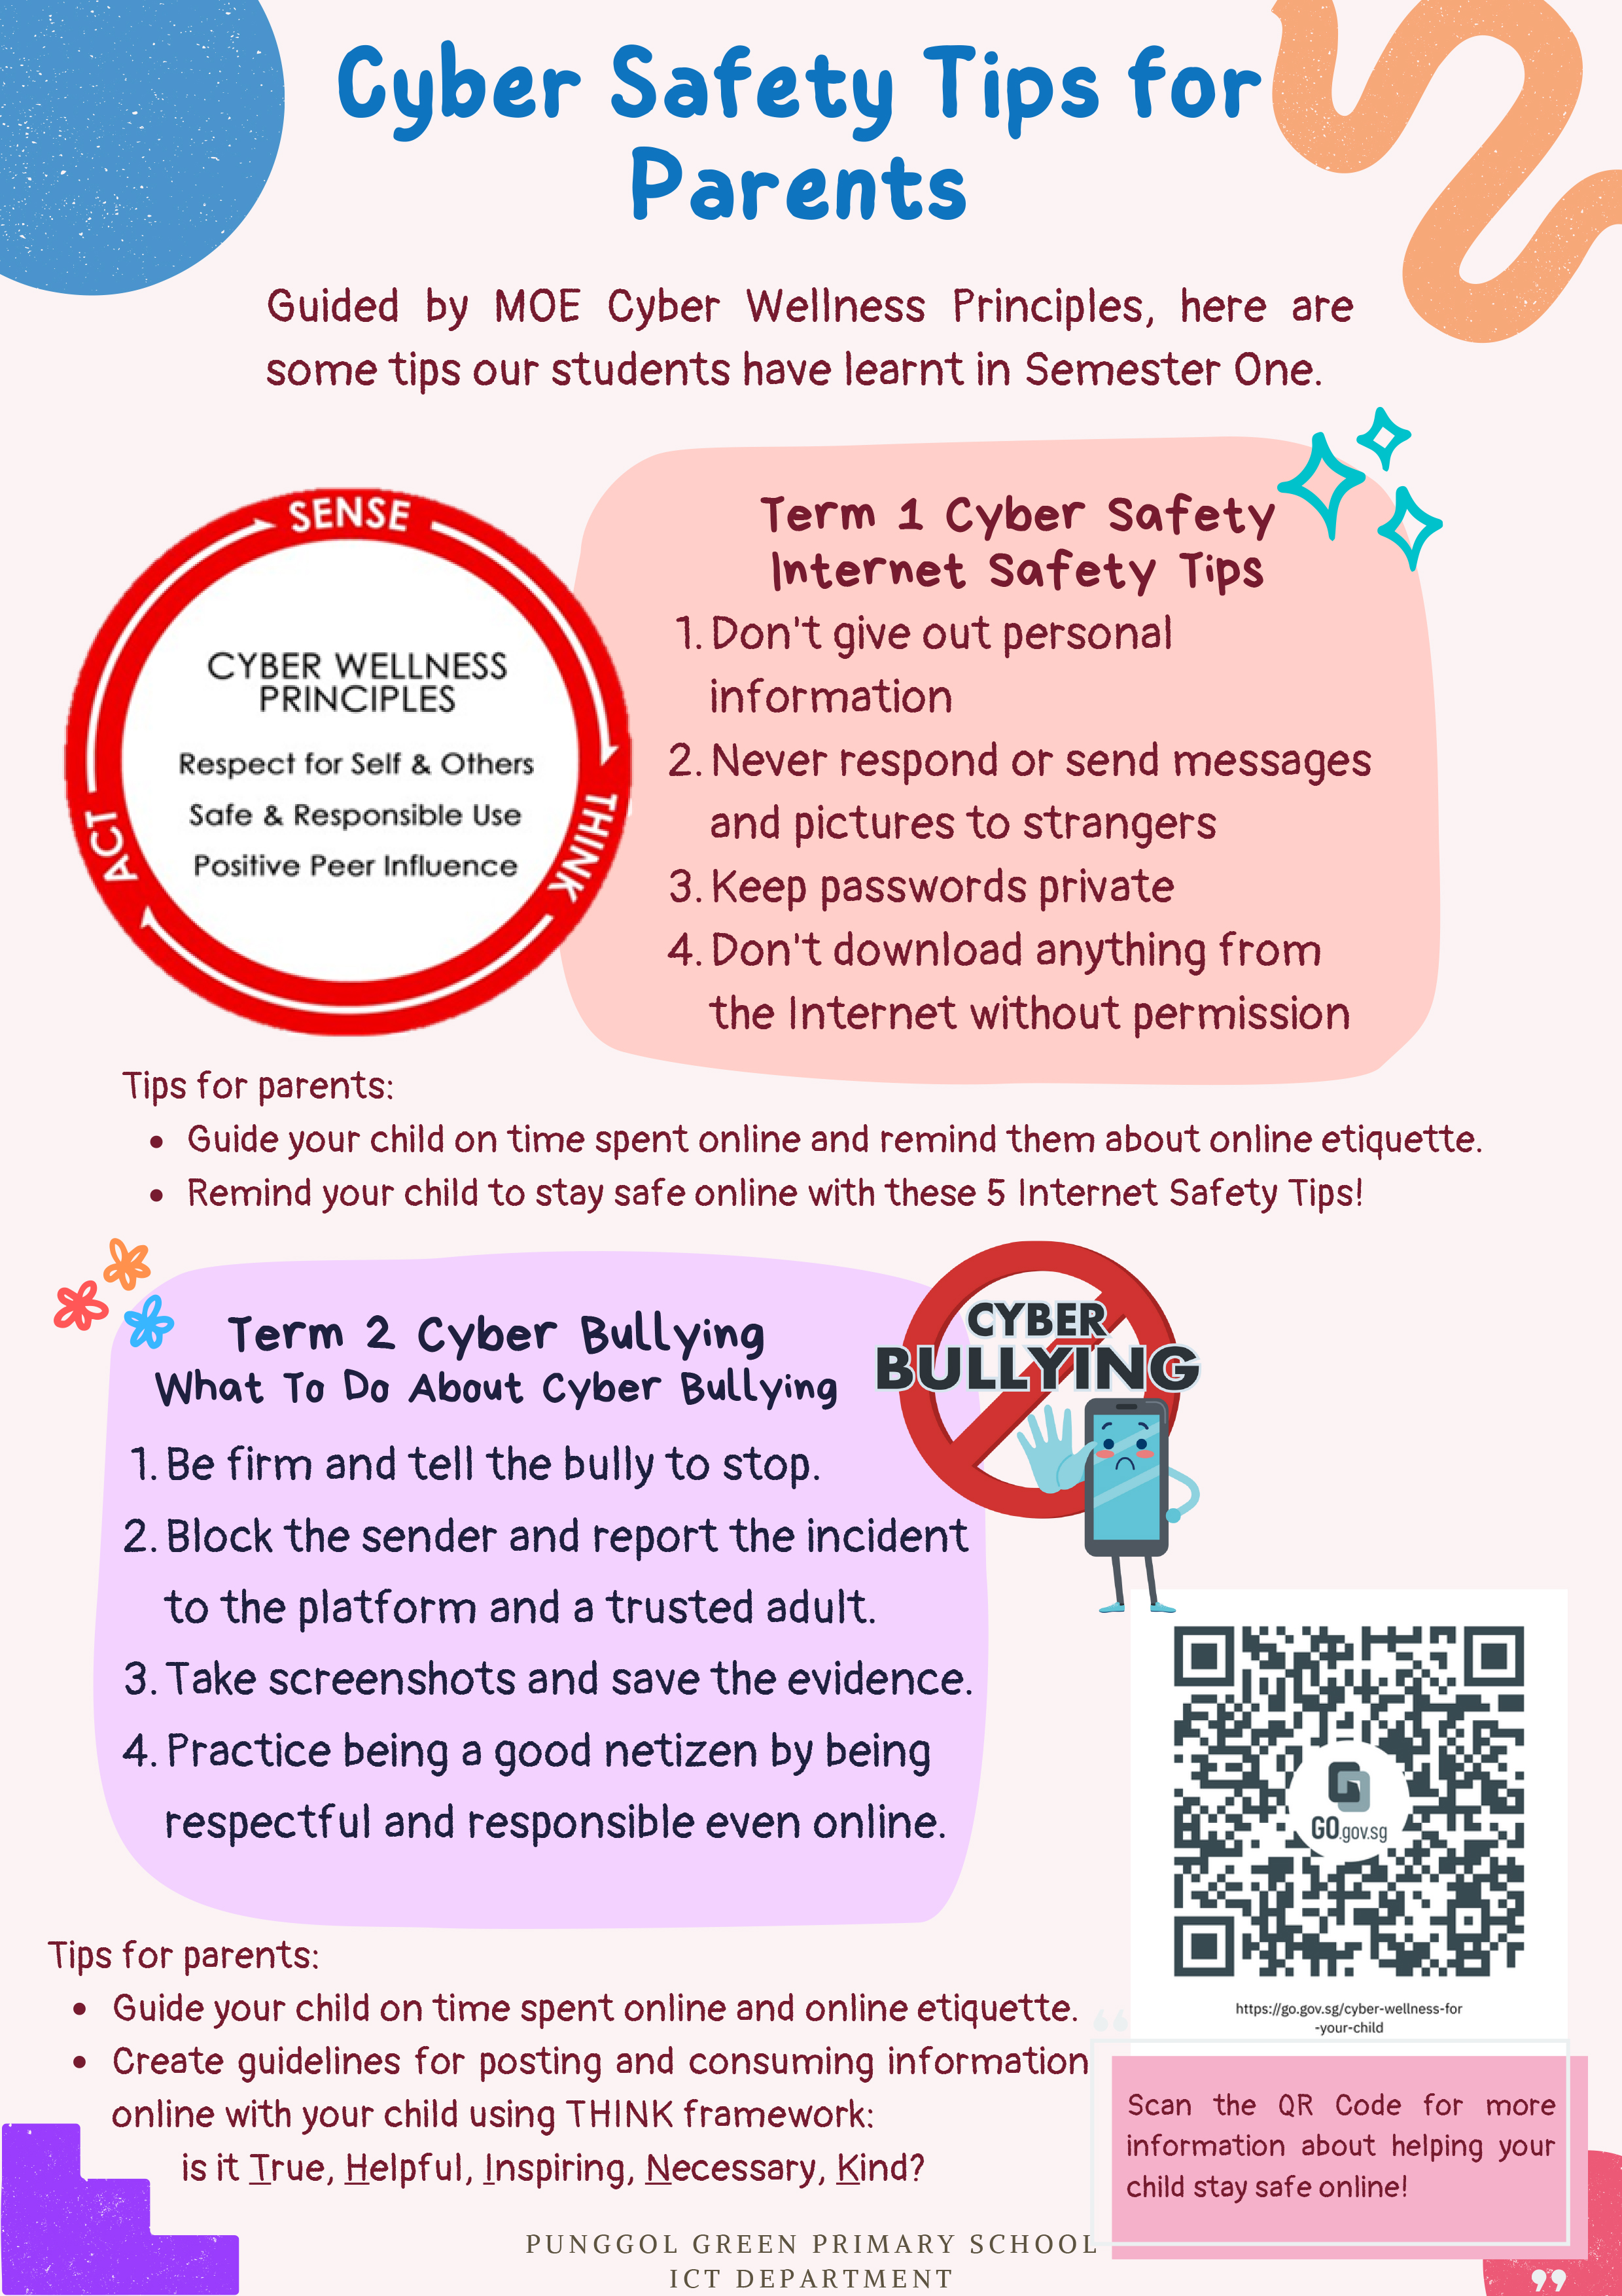 Cyber Safety Tips for
Parents
Guided by MOE Cyber Wellness Principles, here are
some tips our students have learnt in Semester One.
SENSE
THINK
ACT
CYBER WELLNESS
PRINCIPLES
Respect for Self & Others
Safe & Responsible Use
Positive Peer Influence
Term 1 Cyber Safety
Internet Safety Tips
1. Don't give out personal
information
2. Never respond or send messages
and pictures to strangers
3. Keep passwords private
4. Don't download anything from
the Internet without permission
Tips for parents:
• Guide your child on time spent online and remind them about online etiquette.
• Remind your child to stay safe online with these 5 Internet Safety Tips!
Term 2 Cyber Bullying
What To Do About Cyber Bullying
1. Be firm and tell the bully to stop.
2. Block the sender and report the incident
to the platform and a trusted adult.
3. Take screenshots and save the evidence.
4. Practice being a good netizen by being
respectful and responsible even online.
CYBER
BULLYING
GO.gov.sg
https://go.gov.sg/cyber-wellness-for
-your-child
Tips for parents:
• Guide your child on time spent online and online etiquette.
• Create guidelines for posting and consuming information
online with your child using THINK framework:
is it True, Helpful, Inspiring, Necessary, Kind?
“
Scan the QR Code for more
information about helping your
child stay safe online!
”
PUNGGOL GREEN PRIMARY SCHOOL
ICT DEPARTMENT